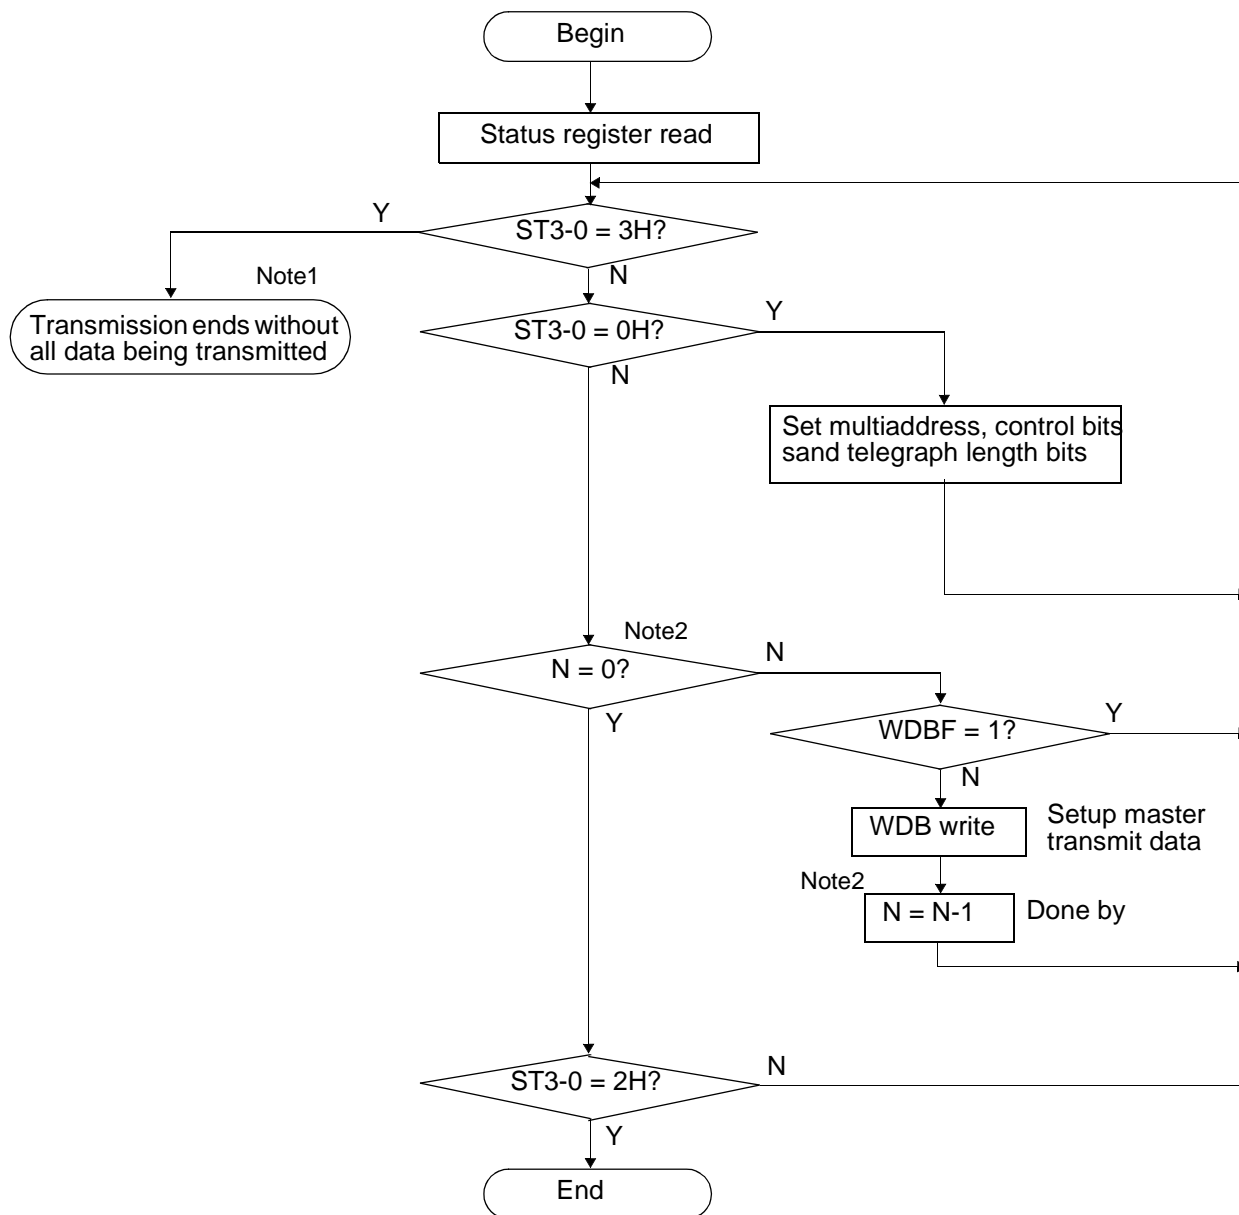 Begin
Status register read
Y
ST3-0 = 3H?
Note1
N
Transmission ends without
all data being transmitted
ST3-0 = 0H?
Y
N
Set multiaddress, control bits
sand telegraph length bits
Note2
N = 0?
N
Y
WDBF = 1?
Y
N
WDB write
Setup master
transmit data
Note2
N = N-1
Done by
ST3-0 = 2H?
N
Y
End